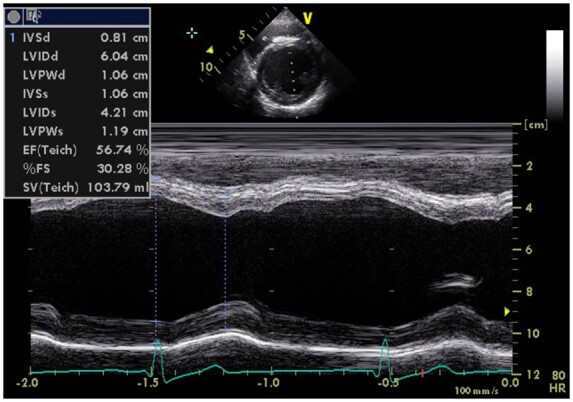 1 IVSd 0.81 cm
LVIDd 6.04 cm
LVPWd 1.06 cm
IVSs 1.06 cm
LVIDs 4.21 cm
LVPWs 1.19 cm
EF(Teich) 56.74 %
%FS 30.28 %
SV(Teich) 103.79 ml
V
5
10
[cm]
2
4
6
8
10
12
-2.0 -1.5 -1.0 -0.5 0.0
100 mm/s
80
HR